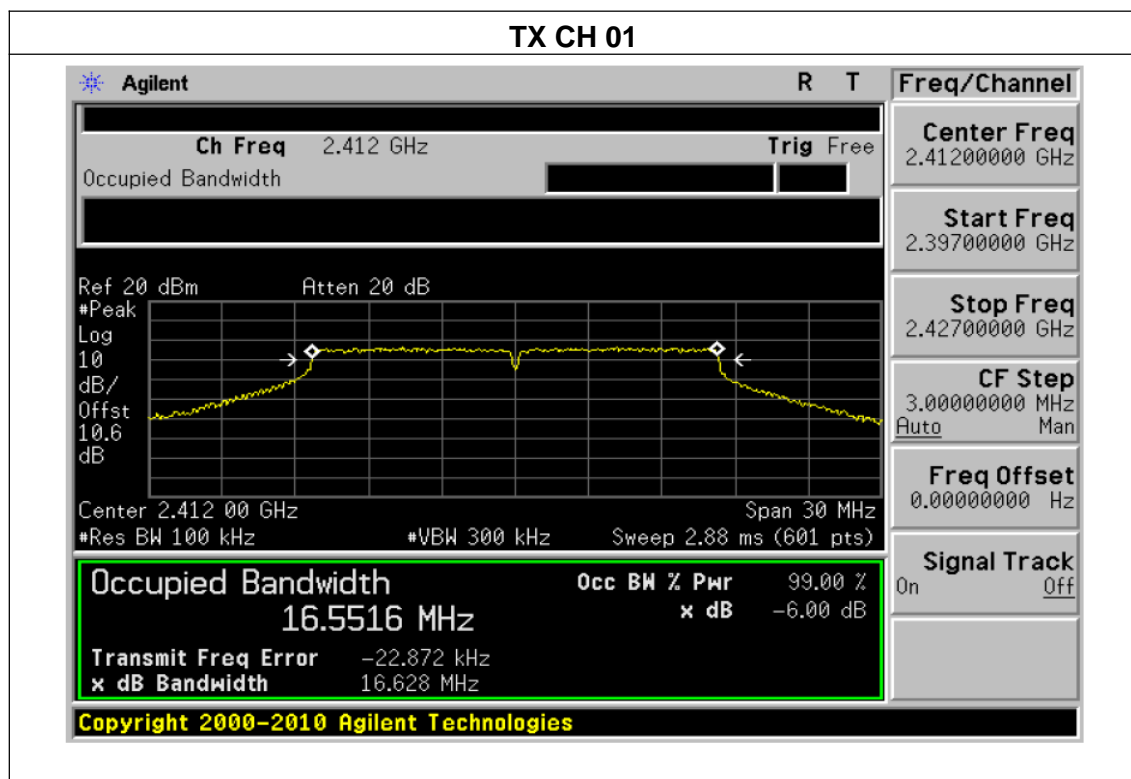 TX CH 01
Agilent R T
Ch Freq 2.412 GHz Trig Free
Occupied Bandwidth
Ref 20 dBm Atten 20 dB
#Peak
Log
10
dB/
Offst
10.6
dB
Center 2.412 00 GHz Span 30 MHz
#Res BW 100 kHz #VBW 300 kHz Sweep 2.88 ms (601 pts)
Occupied Bandwidth
16.5516 MHz
Occ BW % Pwr 99.00 %
x dB -6.00 dB
Transmit Freq Error -22.872 kHz
x dB Bandwidth 16.628 MHz
Copyright 2000-2010 Agilent Technologies
Freq/Channel
Center Freq
2.41200000 GHz
Start Freq
2.39700000 GHz
Stop Freq
2.42700000 GHz
CF Step
3.00000000 MHz
Auto Man
Freq Offset
0.00000000 Hz
Signal Track
On Off